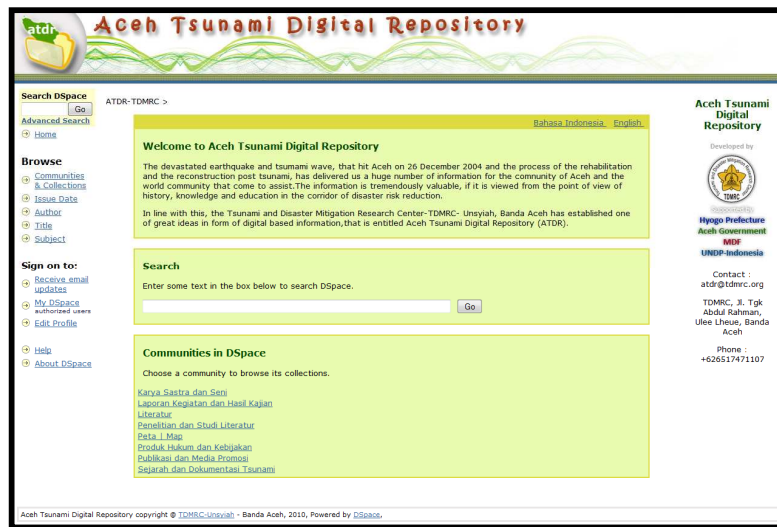 atdr
Aceh Tsunami Digital Repository
Search DSpace
Go
Advanced Search
Home
Browse
Communities
& Collections
Issue Date
Author
Title
Subject
Sign on to:
Receive email
updates
My DSpace
authorized users
Edit Profile
Help
About DSpace
ATDR-TDMRC >
Bahasa Indonesia English
Welcome to Aceh Tsunami Digital Repository
The devastated earthquake and tsunami wave, that hit Aceh on 26 December 2004 and the process of the rehabilitation
and the reconstruction post tsunami, has delivered us a huge number of information for the community of Aceh and the
world community that come to assist.The information is tremendously valuable, if it is viewed from the point of view of
history, knowledge and education in the corridor of disaster risk reduction.
In line with this, the Tsunami and Disaster Mitigation Research Center-TDMRC- Unsyiah, Banda Aceh has established one
of great ideas in form of digital based information,that is entitled Aceh Tsunami Digital Repository (ATDR).
Search
Enter some text in the box below to search DSpace.
Go
Communities in DSpace
Choose a community to browse its collections.
Karya Sastra dan Seni
Laporan Kegiatan dan Hasil Kajian
Literatur
Penelitian dan Studi Literatur
Peta | Map
Produk Hukum dan Kebijakan
Publikasi dan Media Promosi
Sejarah dan Dokumentasi Tsunami
Aceh Tsunami
Digital
Repository
Developed by
TDMRC
Supported by
Hyogo Prefecture
Aceh Government
MDF
UNDP-Indonesia
Contact :
atdr@tdmrc.org
TDMRC, Jl. Tgk
Abdul Rahman,
Ulee Lheue, Banda
Aceh
Phone :
+626517471107
Aceh Tsunami Digital Repository copyright @ TDMRC-Unsyiah - Banda Aceh, 2010, Powered by DSpace.